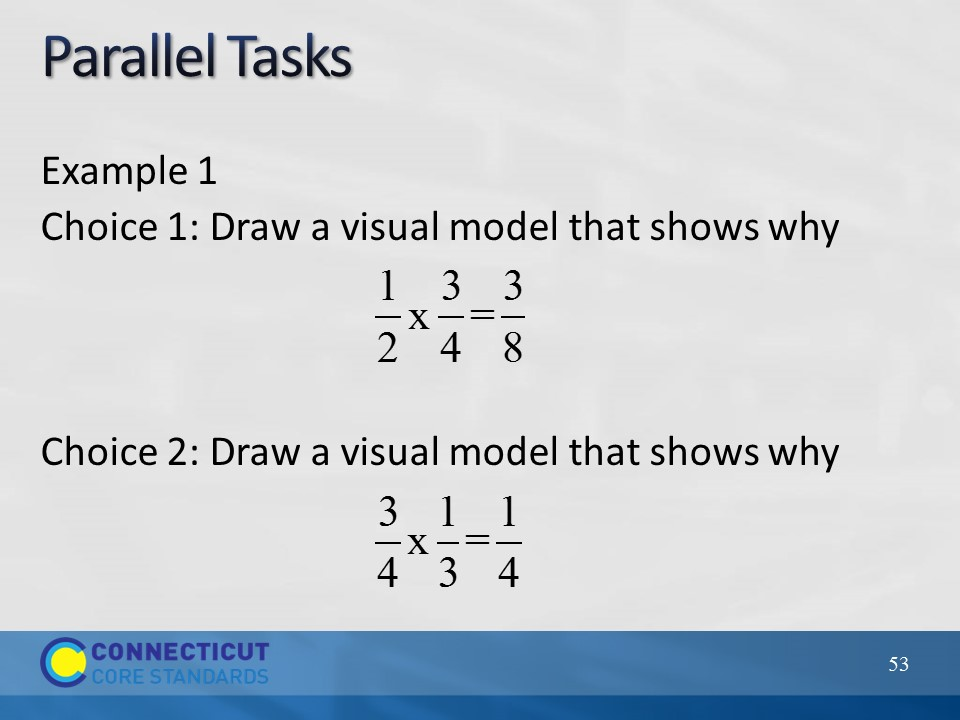 Parallel Tasks
Example 1
Choice 1: Draw a visual model that shows why
1/2 x 3/4 = 3/8
Choice 2: Draw a visual model that shows why
3/4 x 1/3 = 1/4
CONNECTICUT
CORE STANDARDS
53